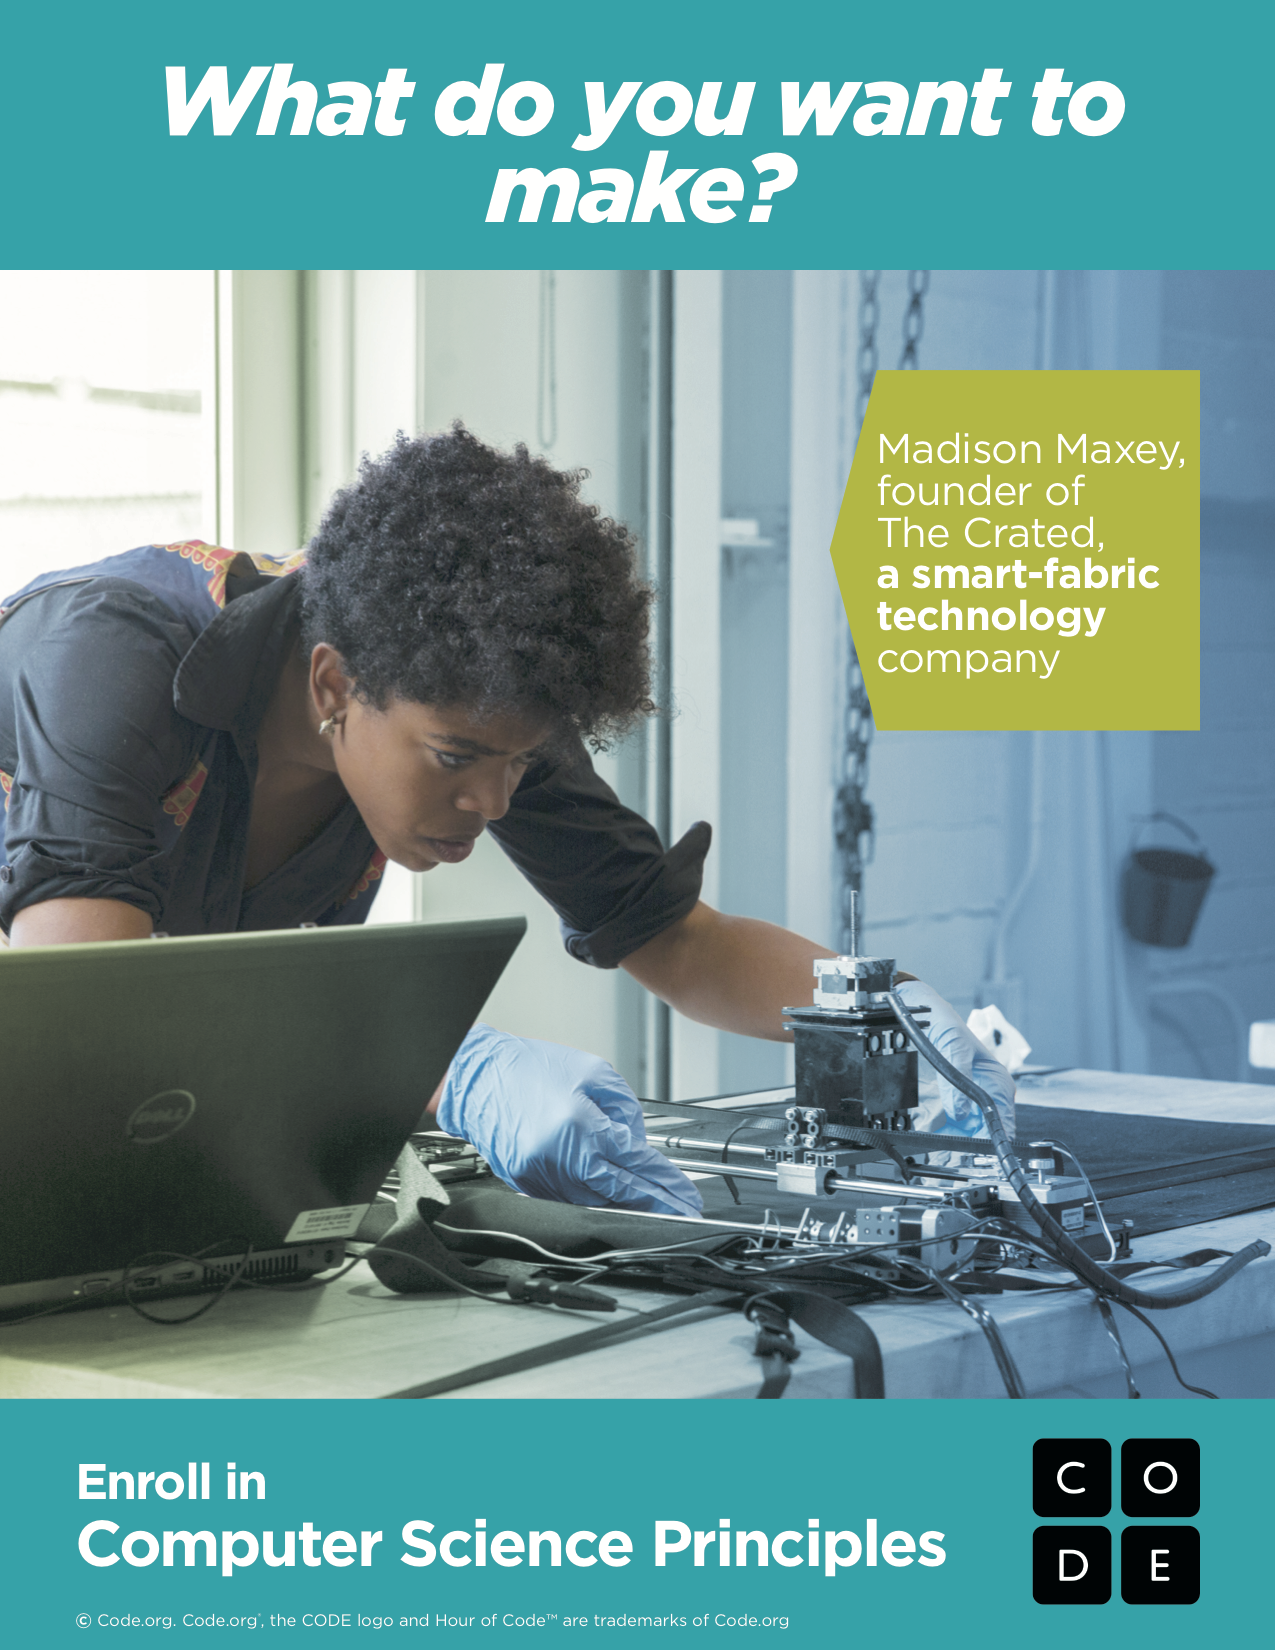 What do you want to
make?
Madison Maxey,
founder of
The Crated,
a smart-fabric
technology
company
DELL
Enroll in
Computer Science Principles
C O
D E
© Code.org. Code.org®, the CODE logo and Hour of Code™ are trademarks of Code.org